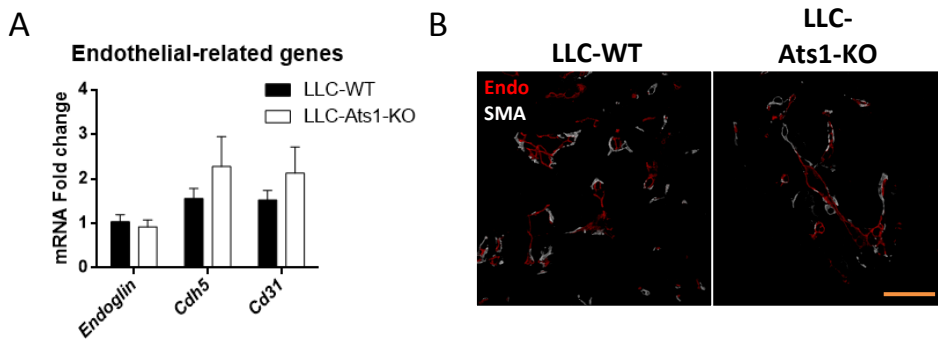 A
Endothelial-related genes
mRNA Fold change
4
3
2
1
0
LLC-WT
LLC-Ats1-KO
Endoglin
Cdh5
Cd31
B
LLC-WT
LLC-
Ats1-KO
Endo
SMA